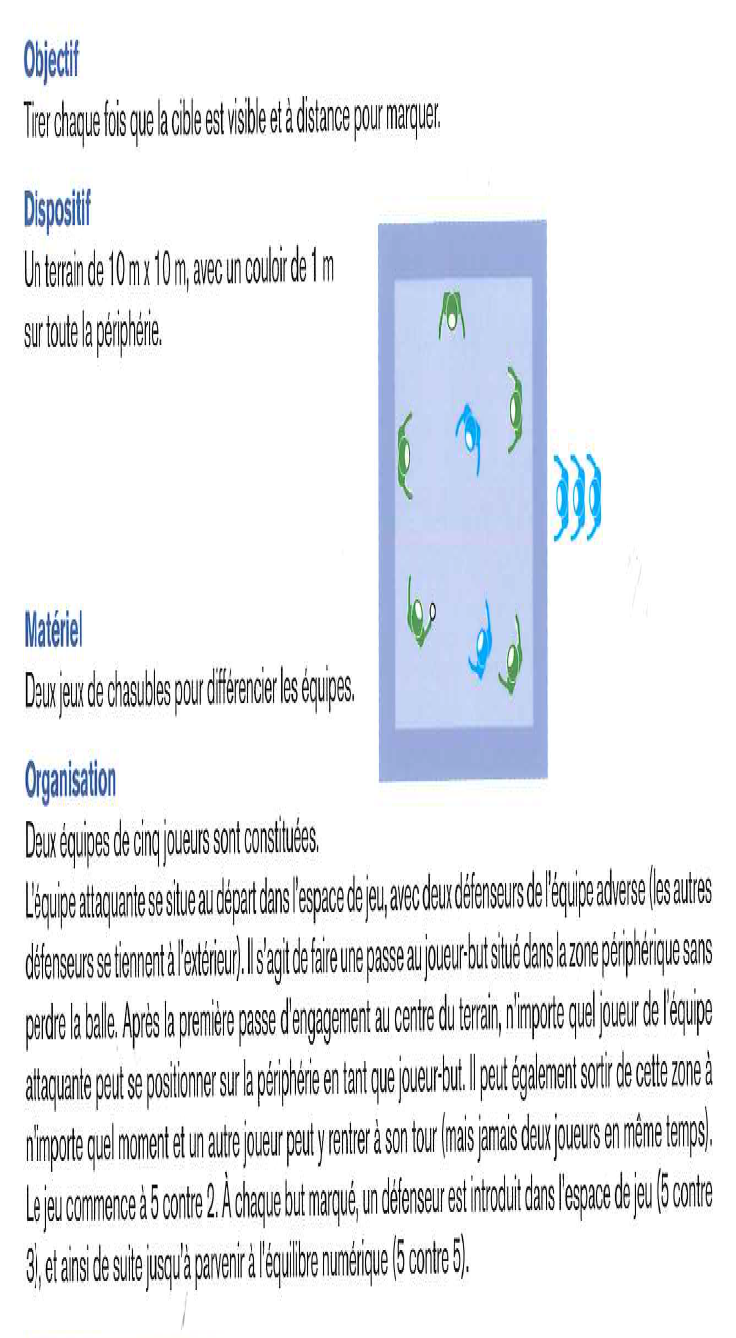 Objectif
Tirer chaque fois que la cible est visible et à distance pour marquer.
Dispositif
Un terrain de 10 m x 10 m, avec un couloir de 1 m
sur toute la périphérie.
Matériel
Deux jeux de chasubles pour différencier les équipes.
Organisation
Deux équipes de cinq joueurs sont constituées.
L'équipe attaquante se situe au départ dans l'espace de jeu, avec deux défenseurs de l'équipe adverse (les autres
défenseurs se tiennent à l'extérieur). Il s'agit de faire une passe au joueur-but situé dans la zone périphérique sans
perdre la balle. Après la première passe d'engagement au centre du terrain, n'importe quel joueur de l'équipe
attaquante peut se positionner sur la périphérie en tant que joueur-but. Il peut également sortir de cette zone à
n'importe quel moment et un autre joueur peut y rentrer à son tour (mais jamais deux joueurs en même temps).
Le jeu commence à 5 contre 2. À chaque but marqué, un défenseur est introduit dans l'espace de jeu (5 contre
3), et ainsi de suite jusqu'à parvenir à l'équilibre numérique (5 contre 5).